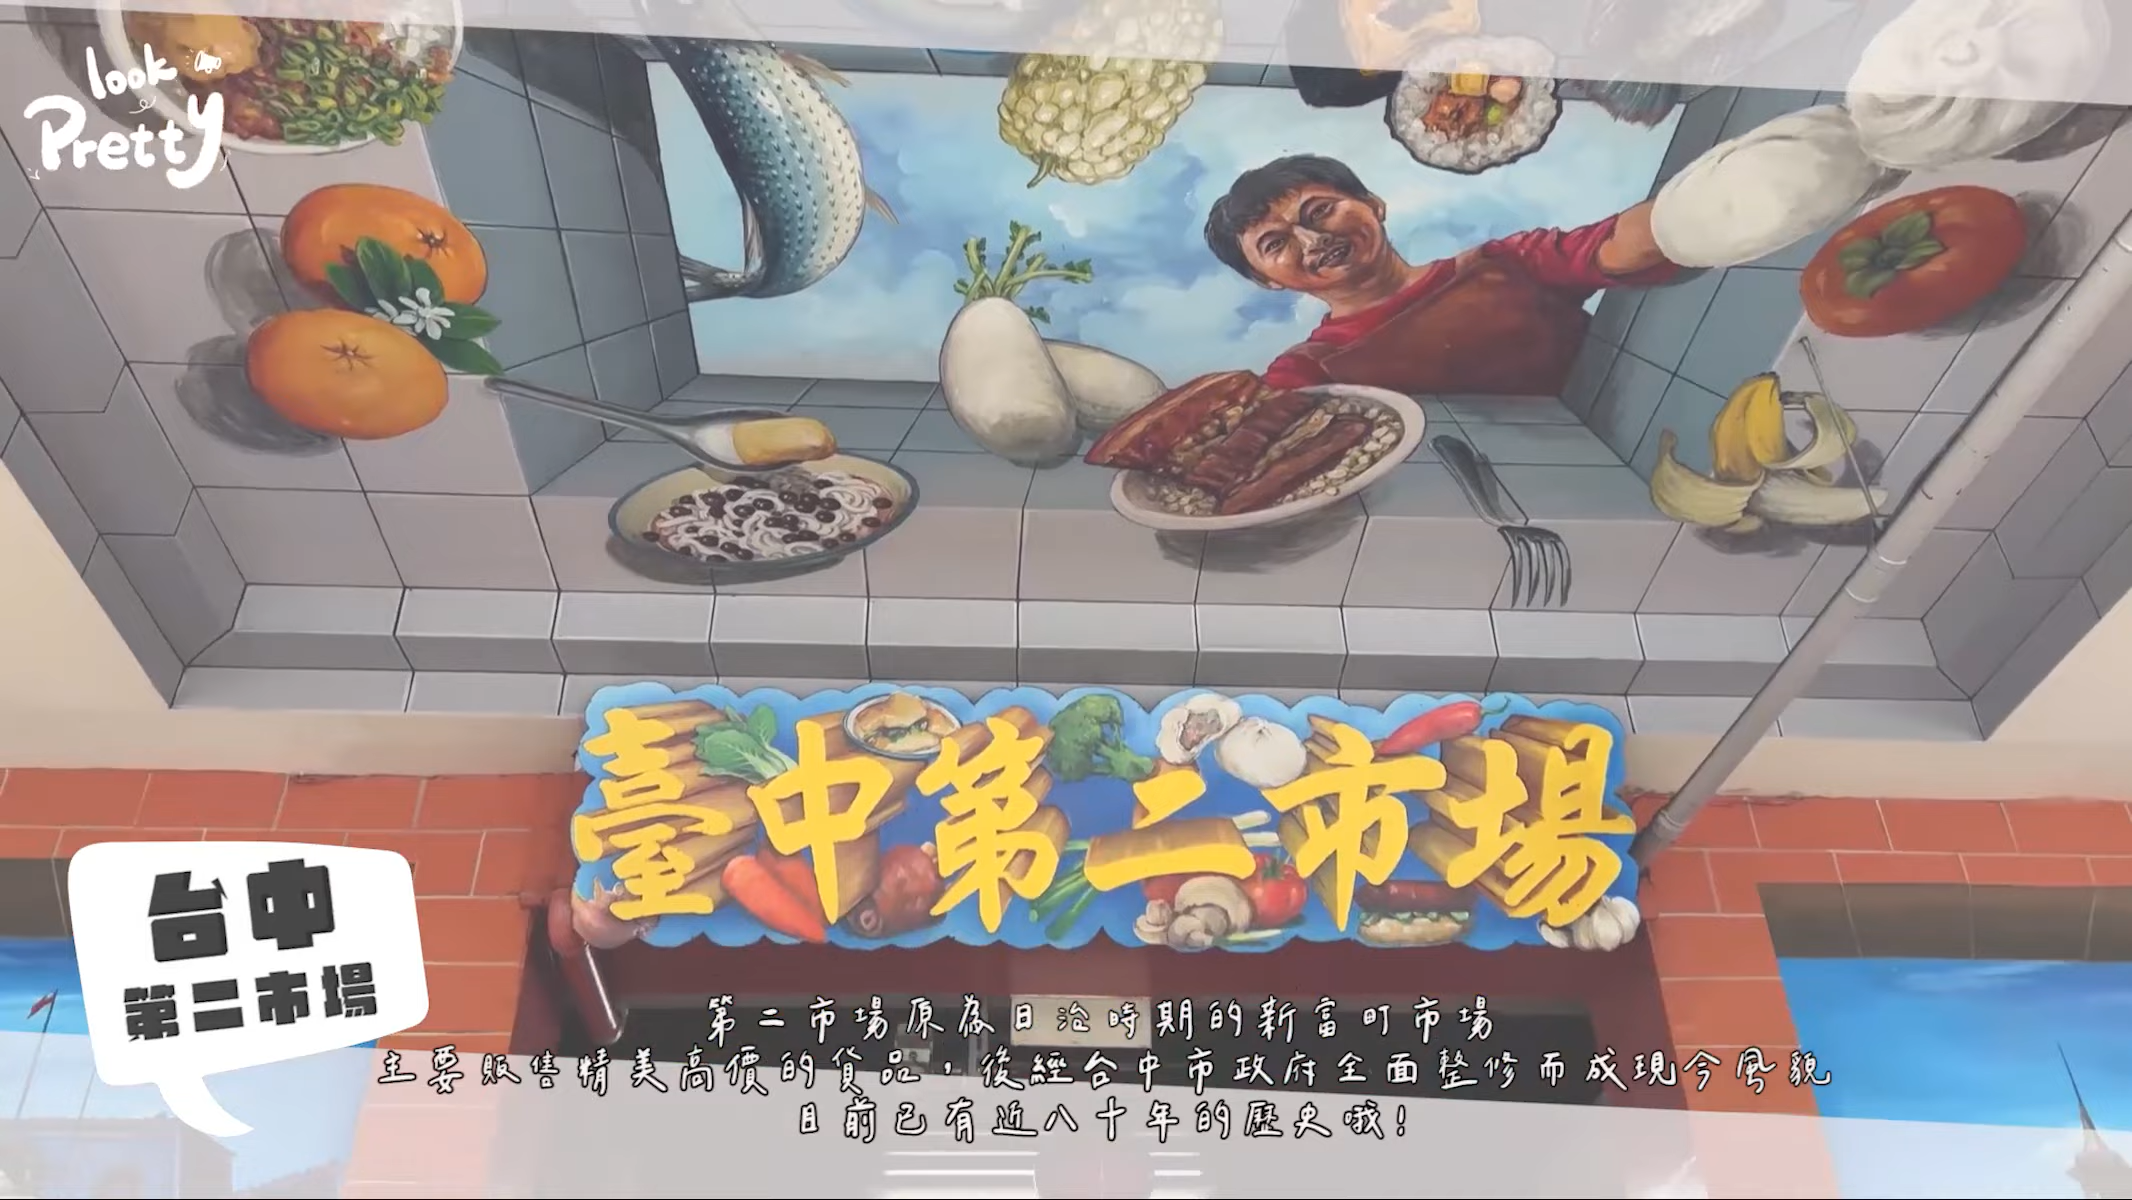 look
Pretty
臺中第二市場
台中
第二市場
第二市場原為日治時期的新富町市場
主要販售精美高價的貨品，後經台中市政府全面整修而成現今風貌
目前已有近八十年的歷史哦！